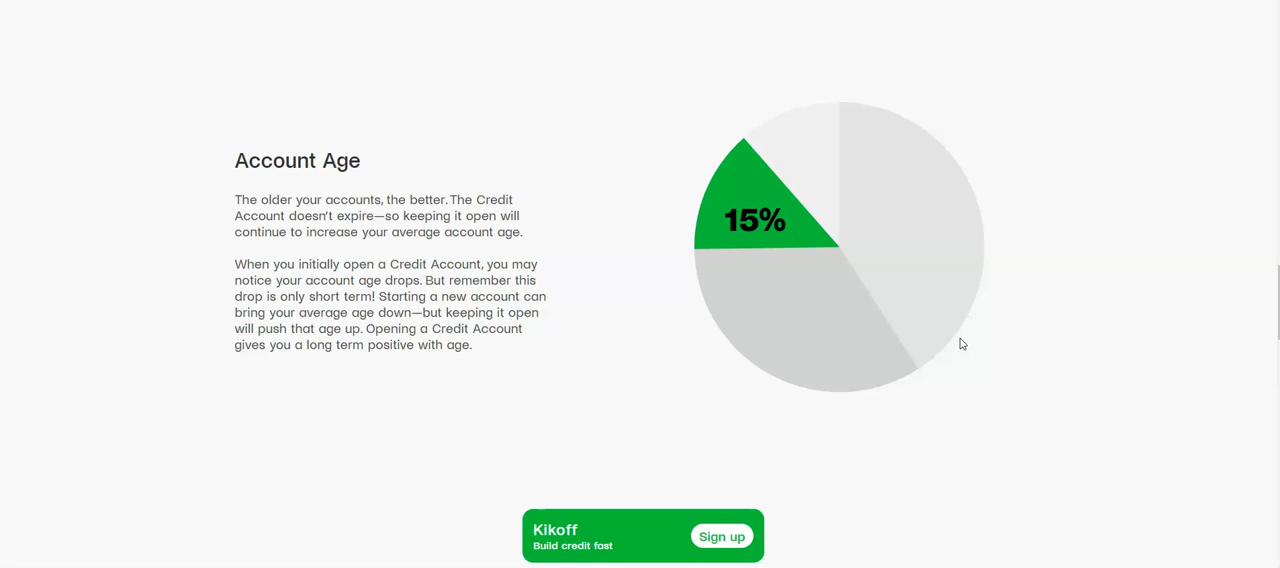 Account Age
The older your accounts, the better. The Credit
Account doesn't expire—so keeping it open will
continue to increase your average account age.
When you initially open a Credit Account, you may
notice your account age drops. But remember this
drop is only short term! Starting a new account can
bring your average age down—but keeping it open
will push that age up. Opening a Credit Account
gives you a long term positive with age.
15%
Kikoff
Build credit fast
Sign up